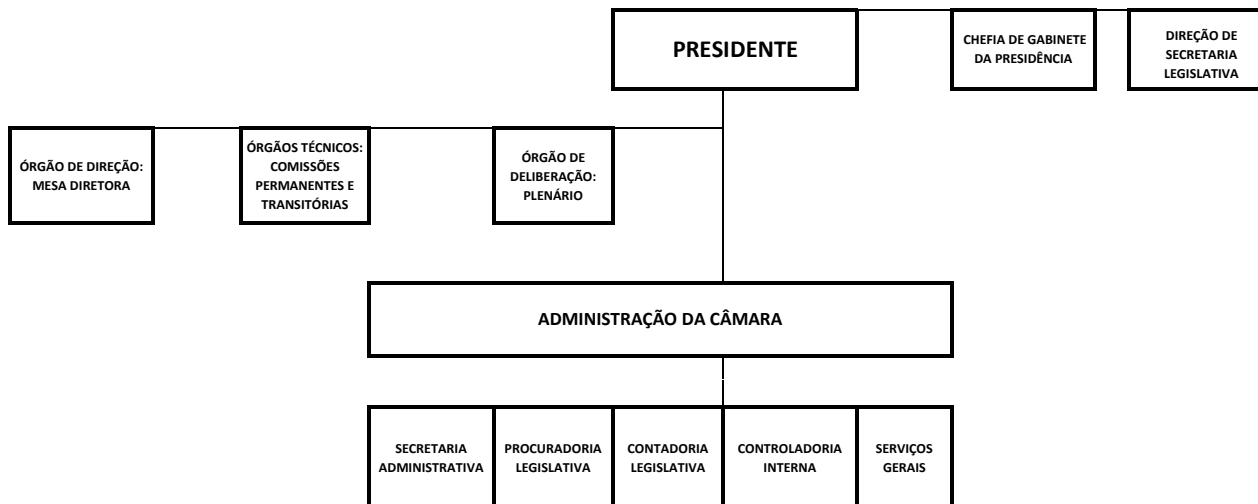 PRESIDENTE
CHEFIA DE GABINETE
DA PRESIDÊNCIA
DIREÇÃO DE
SECRETARIA
LEGISLATIVA
ÓRGÃO DE DIREÇÃO:
MESA DIRETORA
ÓRGÃOS TÉCNICOS:
COMISSÕES
PERMANENTES E
TRANSITÓRIAS
ÓRGÃO DE
DELIBERAÇÃO:
PLENÁRIO
ADMINISTRAÇÃO DA CÂMARA
SECRETARIA
ADMINISTRATIVA
PROCURADORIA
LEGISLATIVA
CONTADORIA
LEGISLATIVA
CONTROLADORIA
INTERNA
SERVIÇOS
GERAIS